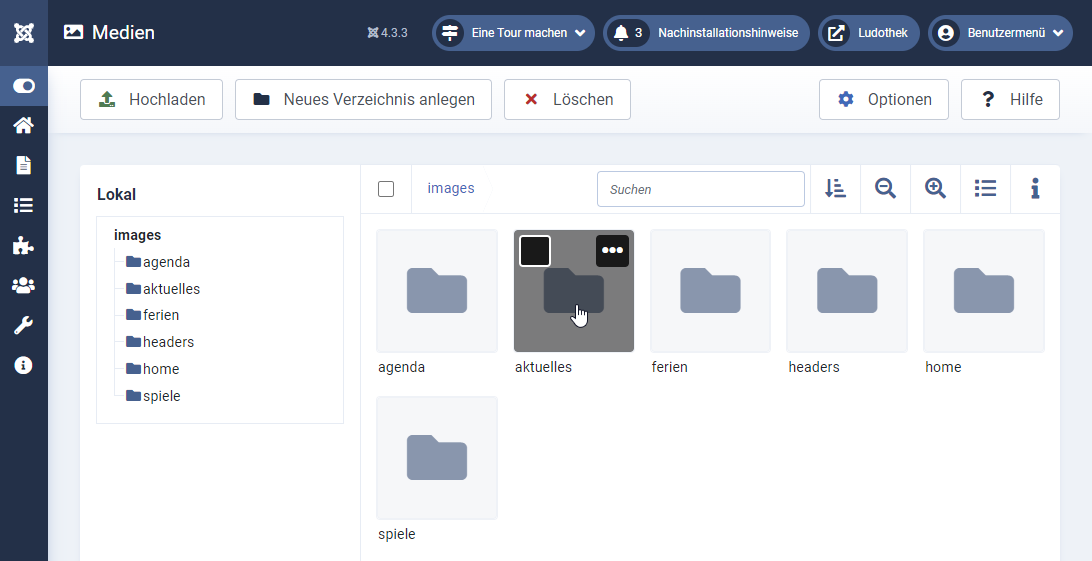 Medien
4.3.3
Eine Tour machen
3 Nachinstallationshinweise
Ludothek
Benutzermenü
Hochladen
Neues Verzeichnis anlegen
Löschen
Optionen
? Hilfe
Lokal
images
agenda
aktuelles
ferien
headers
home
spiele
images
Suchen
agenda
aktuelles
ferien
headers
home
spiele